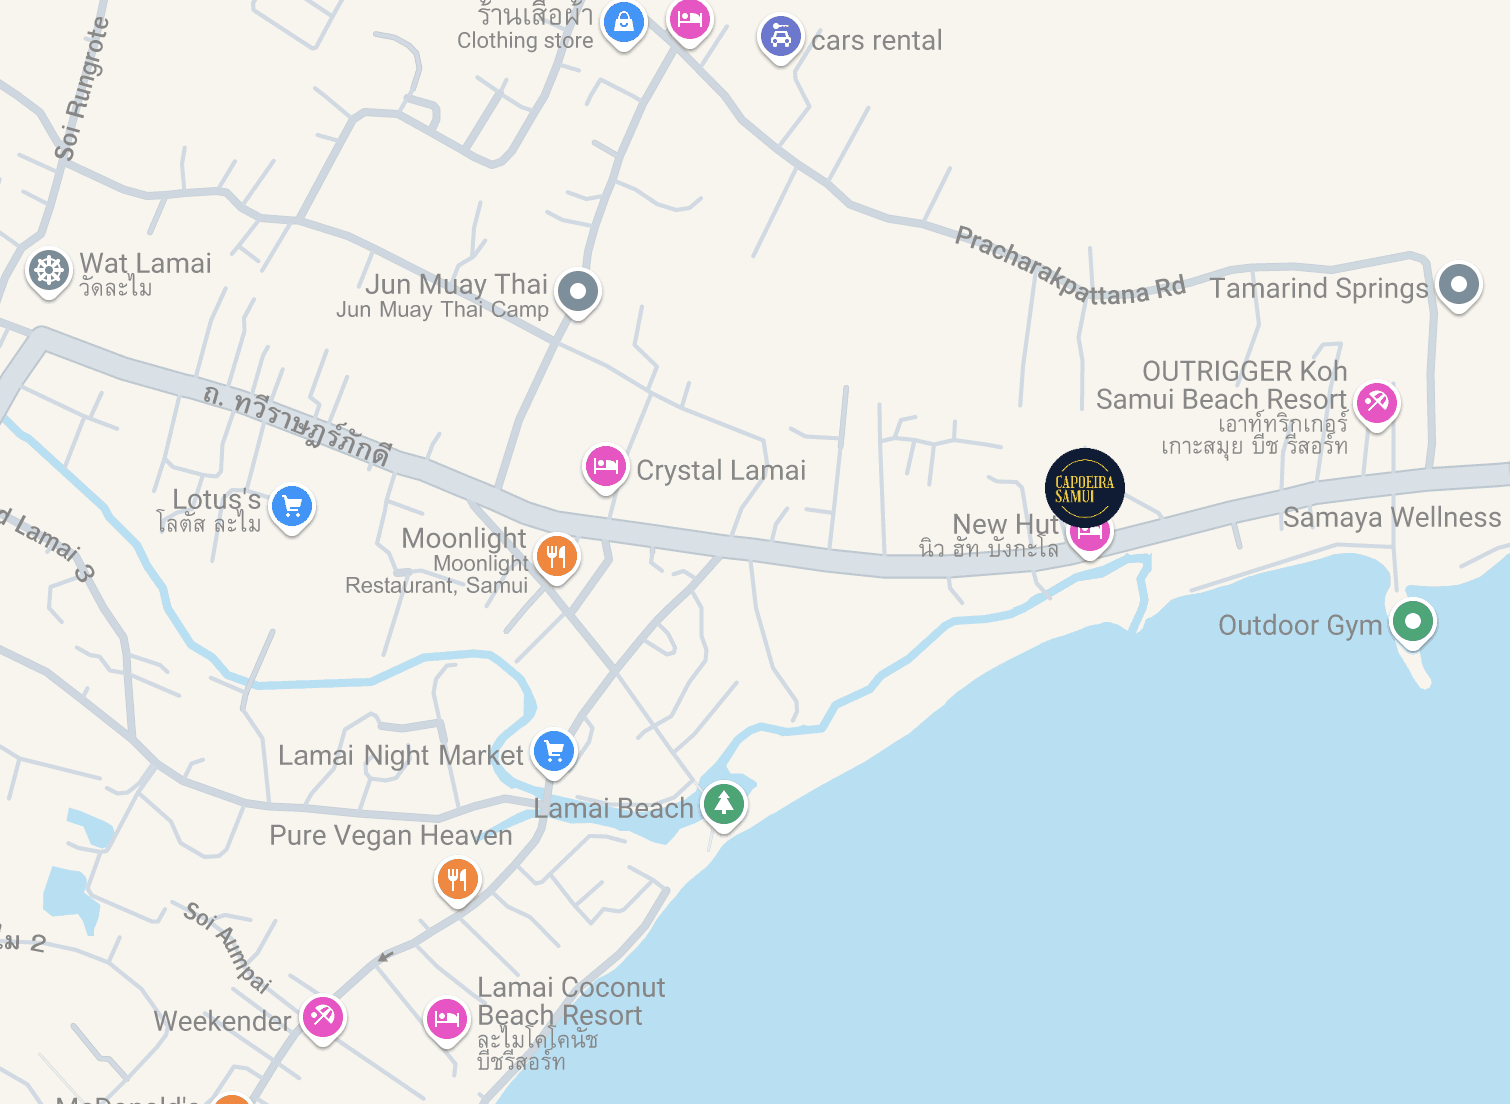 ร้านเสื้อผ้า
Clothing store
cars rental
Soi Rungrote
Wat Lamai
วัดละไม
Jun Muay Thai
Jun Muay Thai Camp
Pracharakpattana Rd
Tamarind Springs
OUTRIGGER Koh
Samui Beach Resort
เอาท์ทริกเกอร์
เกาะสมุย บีช รีสอร์ท
ถ. ทวีราษฎร์ภักดี
Crystal Lamai
CAPOEIRA
SAMUI
Lotus's
โลตัส ละไม
New Hut
นิว ฮัท บังกะโล
Samaya Wellness
Moonlight
Moonlight
Restaurant, Samui
d Lamai 3
Outdoor Gym
Lamai Night Market
Lamai Beach
Pure Vegan Heaven
Soi Aumpai
ไม 2
Lamai Coconut
Beach Resort
ละไมโคโคนัช
บีชรีสอร์ท
Weekender
McDonald's